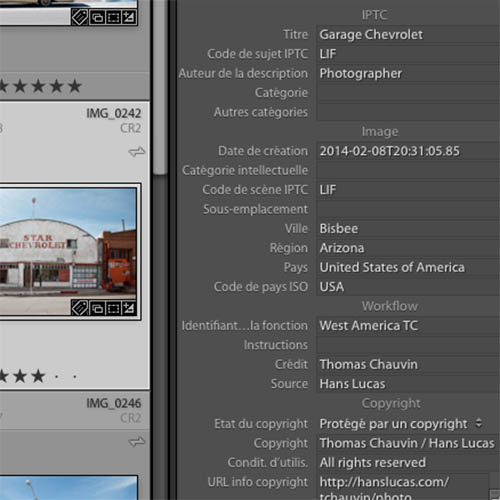 ★★★★★
IMG_0242
CR2
STAR
CHEVROLET
★★★ · ·
IMG_0246
CR2
IPTC
Titre Garage Chevrolet
Code de sujet IPTC LIF
Auteur de la description Photographer
Catégorie
Autres catégories
Image
Date de création 2014-02-08T20:31:05.85
Catégorie intellectuelle
Code de scène IPTC LIF
Sous-emplacement
Ville Bisbee
Région Arizona
Pays United States of America
Code de pays ISO USA
Workflow
Identifiant…la fonction West America TC
Instructions
Crédit Thomas Chauvin
Source Hans Lucas
Copyright
Etat du copyright Protégé par un copyright
Copyright Thomas Chauvin / Hans Lucas
Condit. d'utilis. All rights reserved
URL info copyright http://hanslucas.com/
tchauvin/photo